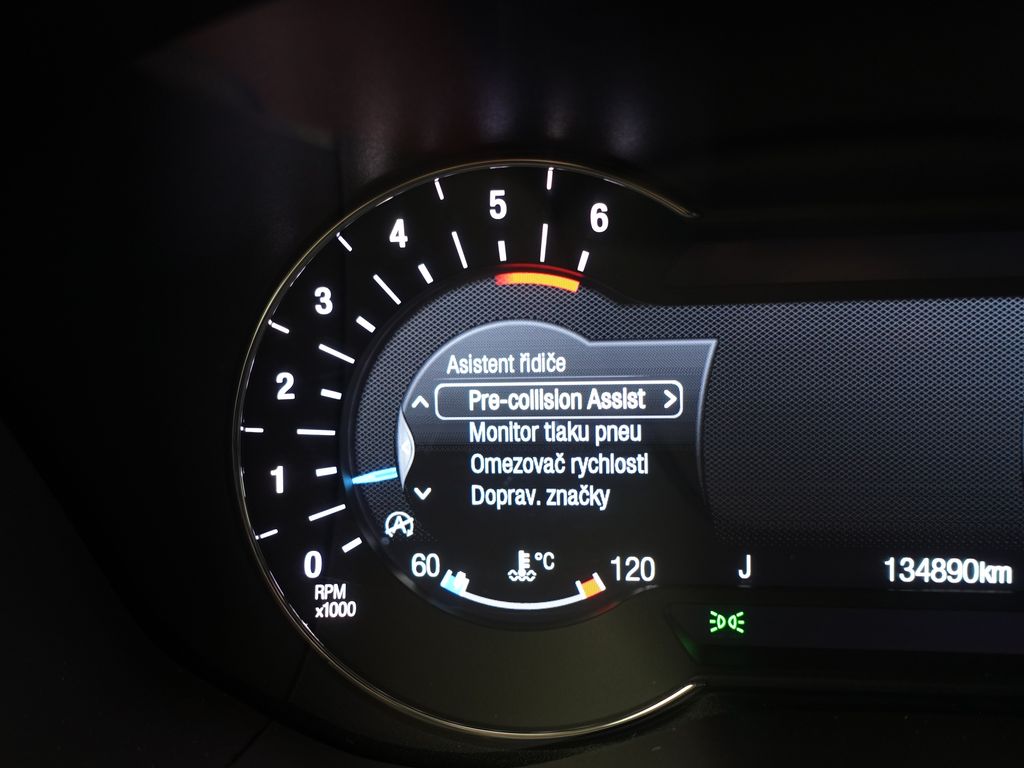 6
5
4
3
2
1
0
RPM
x1000
Asistent řidiče
Pre-collision Assist
Monitor tlaku pneu
Omezovač rychlosti
Doprav. značky
60 °C 120
J 134890km